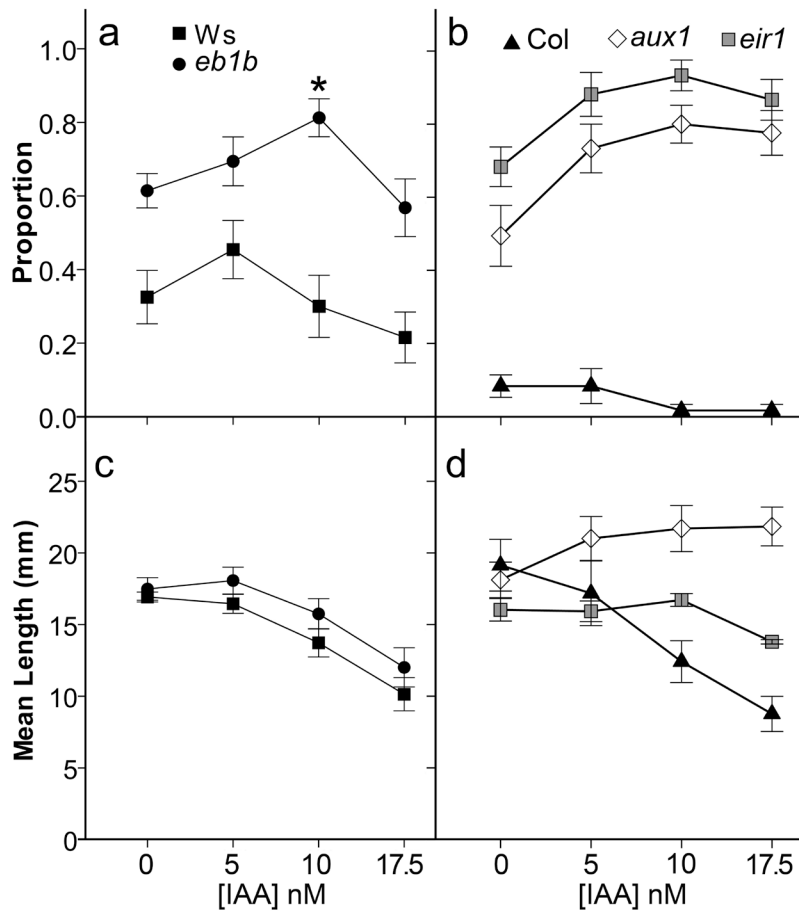 a
Ws
eb1b
*
b
Col
aux1
eir1
Proportion
1.0
0.8
0.6
0.4
0.2
0.0
c
d
Mean Length (mm)
25
20
15
10
5
0
0 5 10 17.5
[IAA] nM
0 5 10 17.5
[IAA] nM